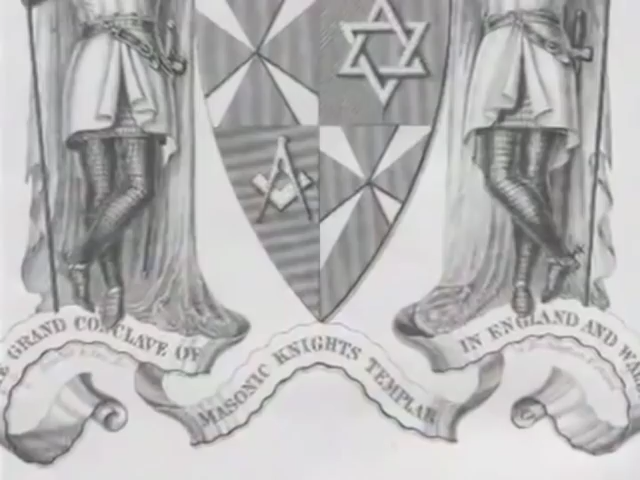 GRAND CONCLAVE OF
MASONIC KNIGHTS TEMPLAR
IN ENGLAND AND